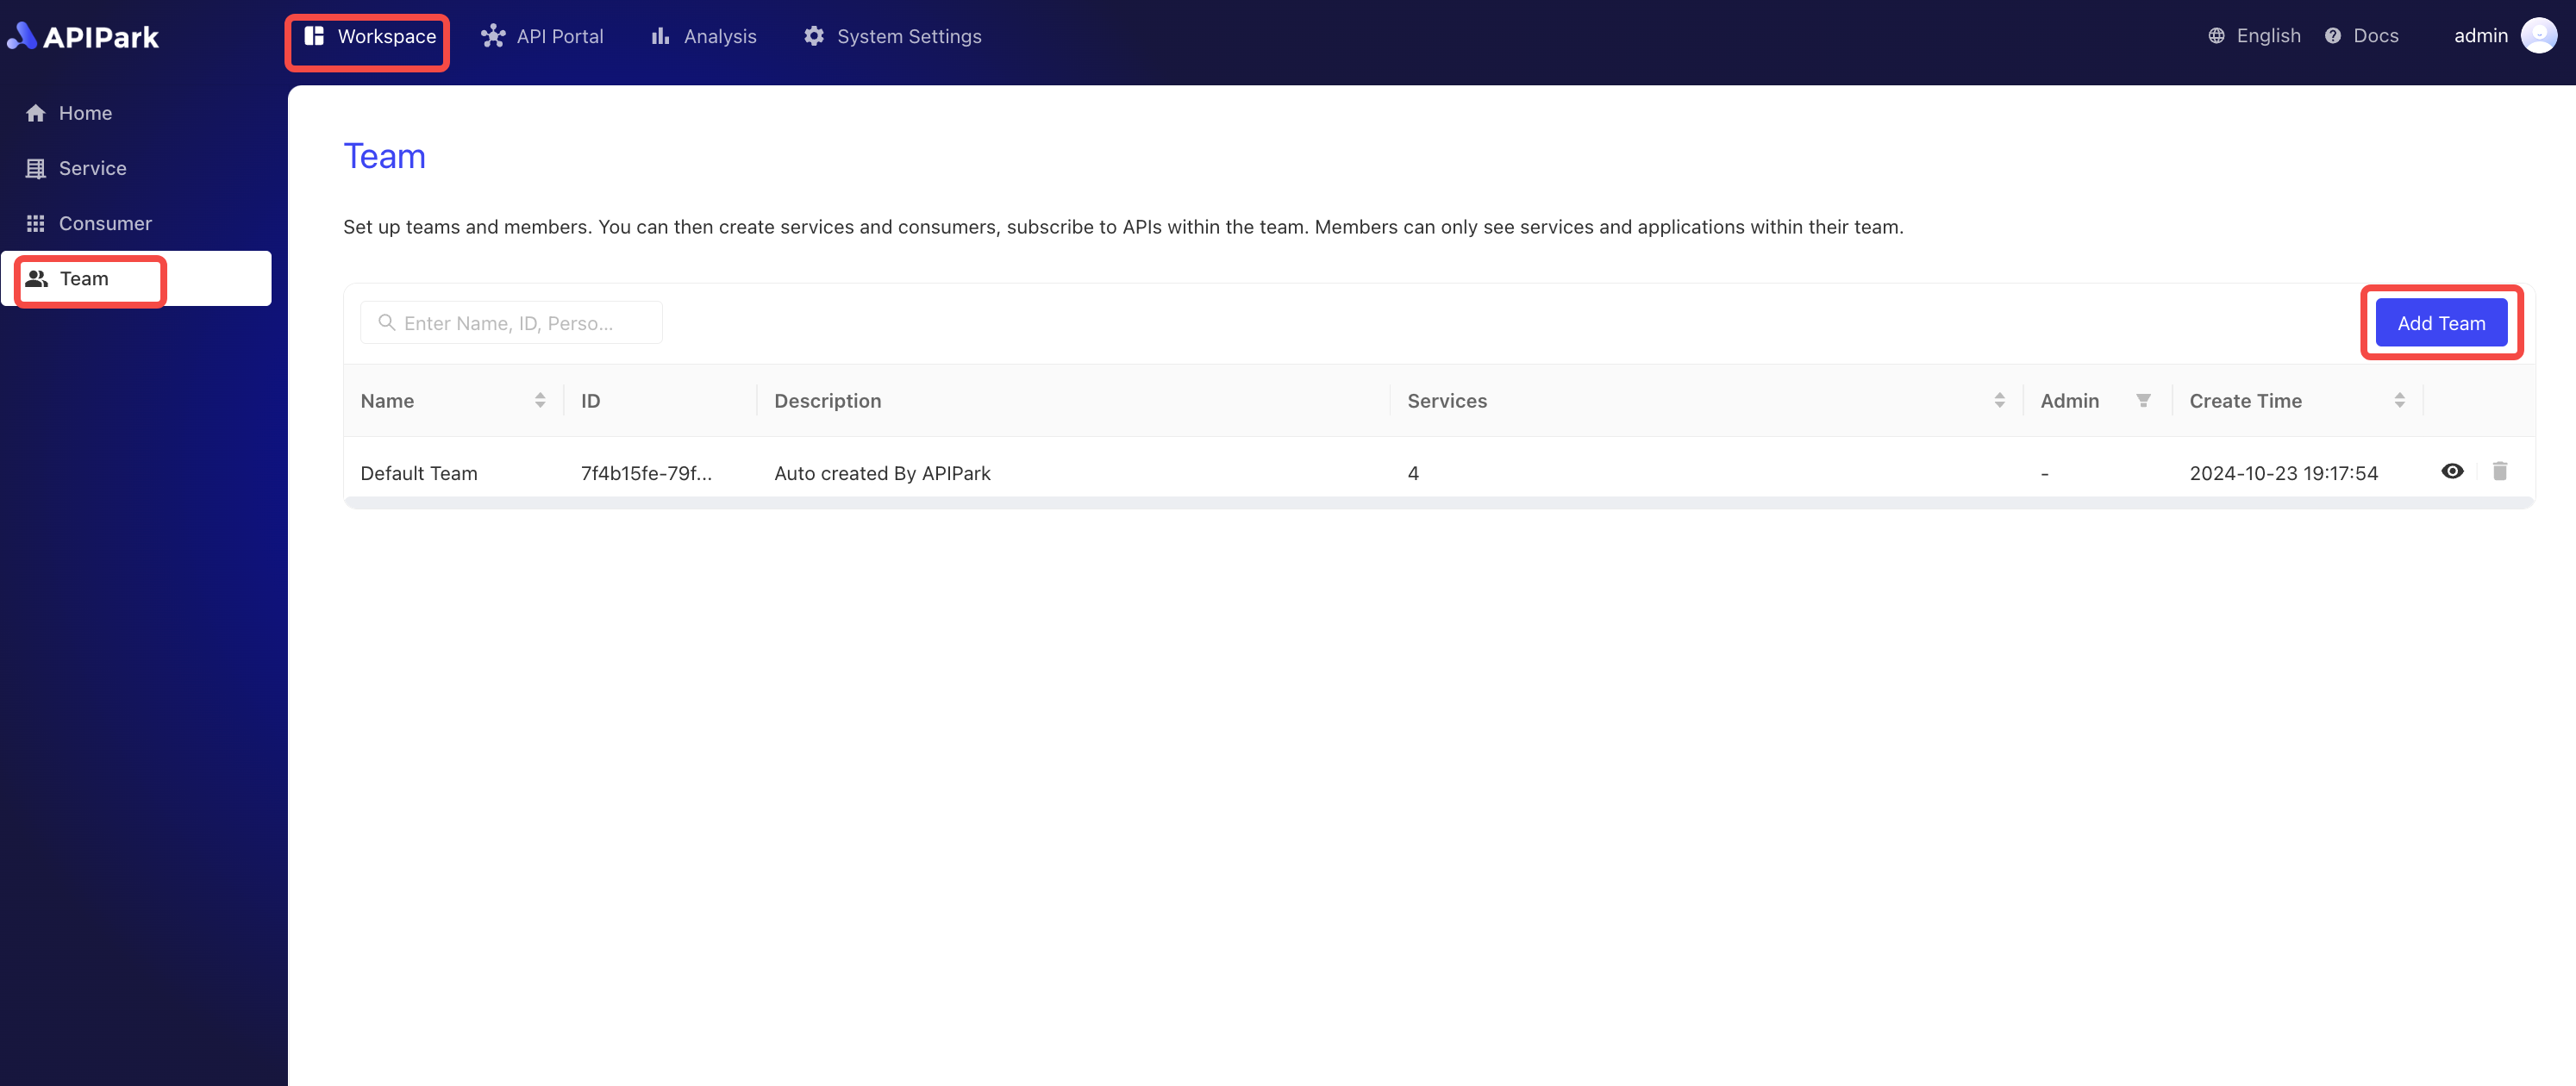 APIPark
Workspace
API Portal
Analysis
System Settings
English
Docs
admin
Home
Service
Consumer
Team
Team
Set up teams and members. You can then create services and consumers, subscribe to APIs within the team. Members can only see services and applications within their team.
Enter Name, ID, Perso...
Add Team
Name ID Description Services Admin Create Time
Default Team 7f4b15fe-79f... Auto created By APIPark 4 - 2024-10-23 19:17:54